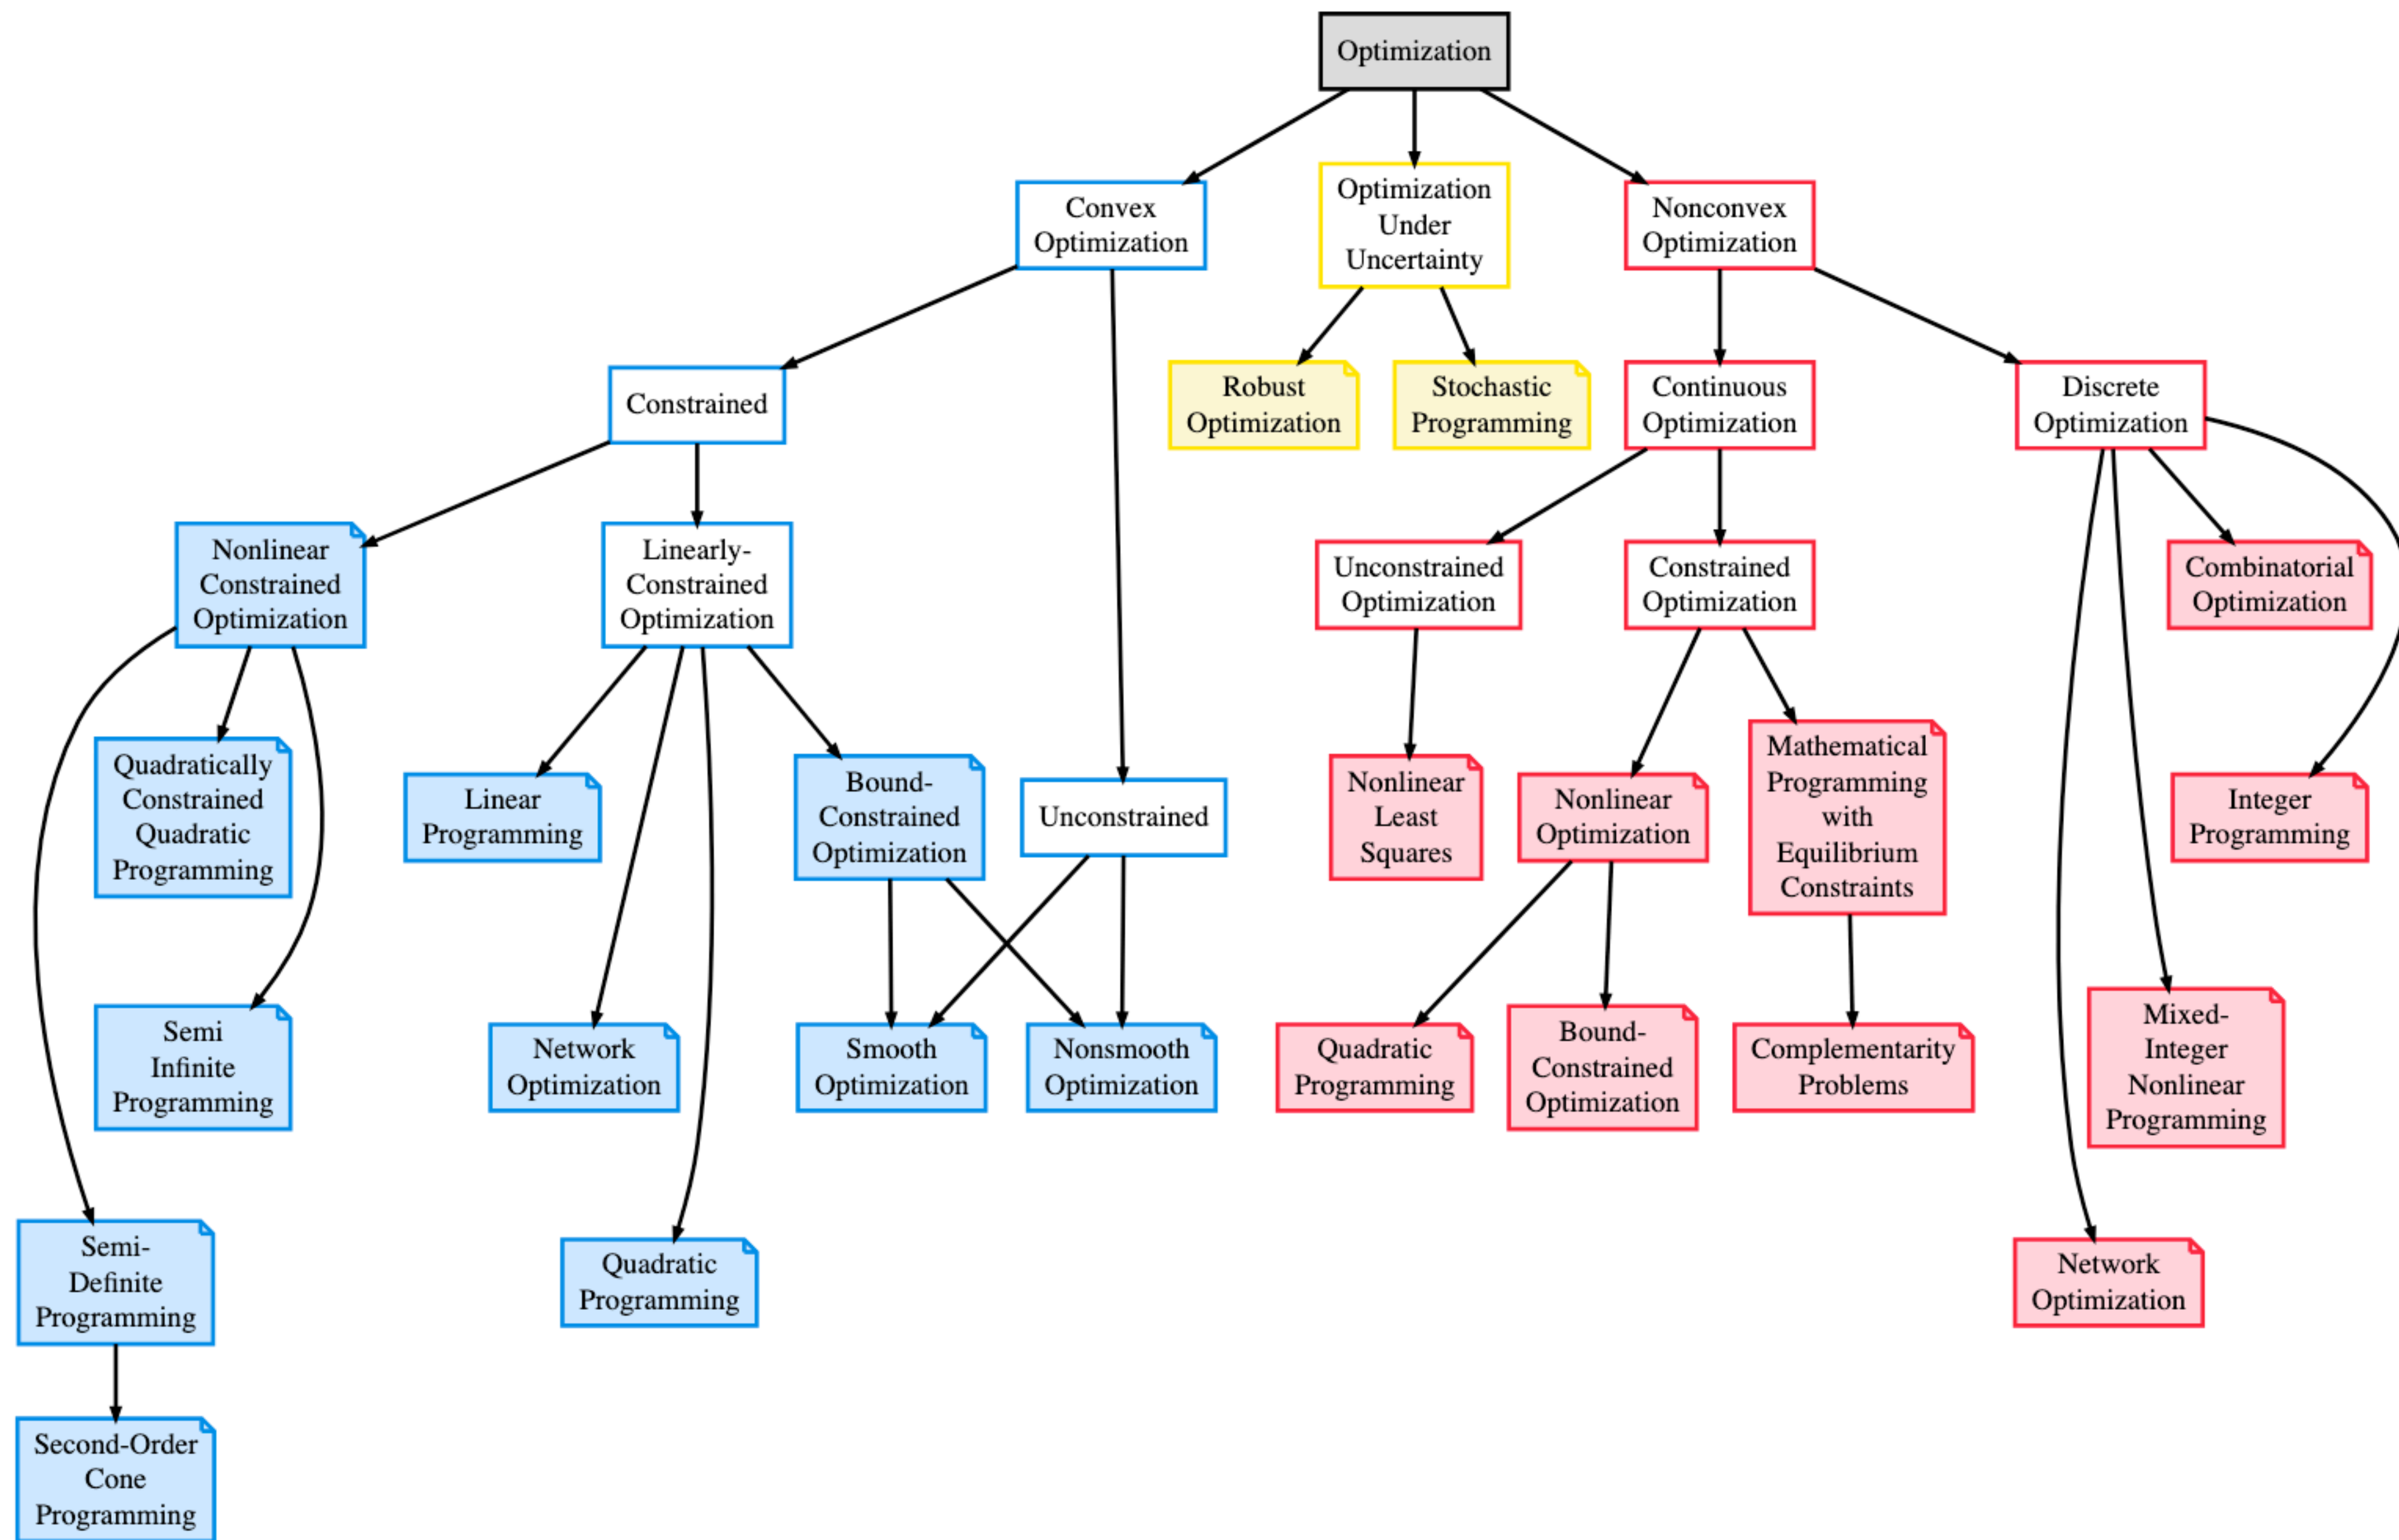 Optimization
Convex
Optimization
Optimization
Under
Uncertainty
Nonconvex
Optimization
Constrained
Robust
Optimization
Stochastic
Programming
Continuous
Optimization
Discrete
Optimization
Nonlinear
Constrained
Optimization
Linearly-
Constrained
Optimization
Unconstrained
Optimization
Constrained
Optimization
Combinatorial
Optimization
Quadratically
Constrained
Quadratic
Programming
Linear
Programming
Bound-
Constrained
Optimization
Unconstrained
Nonlinear
Least
Squares
Nonlinear
Optimization
Mathematical
Programming
with
Equilibrium
Constraints
Integer
Programming
Semi
Infinite
Programming
Network
Optimization
Smooth
Optimization
Nonsmooth
Optimization
Quadratic
Programming
Bound-
Constrained
Optimization
Complementarity
Problems
Mixed-
Integer
Nonlinear
Programming
Semi-
Definite
Programming
Quadratic
Programming
Network
Optimization
Second-Order
Cone
Programming